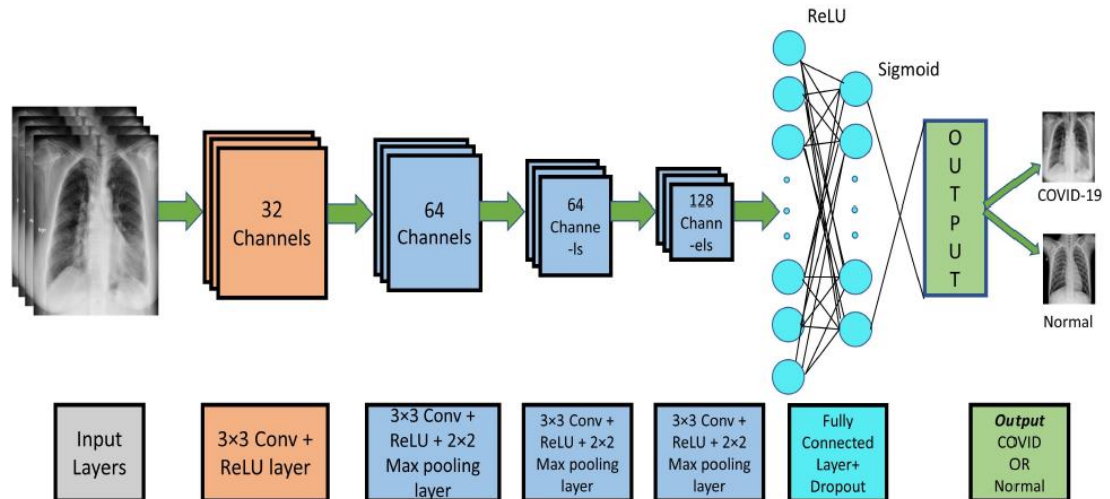 ReLU
Sigmoid
32
Channels
64
Channels
64
Channe
-ls
128
Chann
-els
O
U
T
P
U
T
COVID-19
Normal
Input
Layers
3×3 Conv +
ReLU layer
3×3 Conv +
ReLU + 2×2
Max pooling
layer
3×3 Conv +
ReLU + 2×2
Max pooling
layer
3×3 Conv +
ReLU + 2×2
Max pooling
layer
Fully
Connected
Layer+
Dropout
Output
COVID
OR
Normal